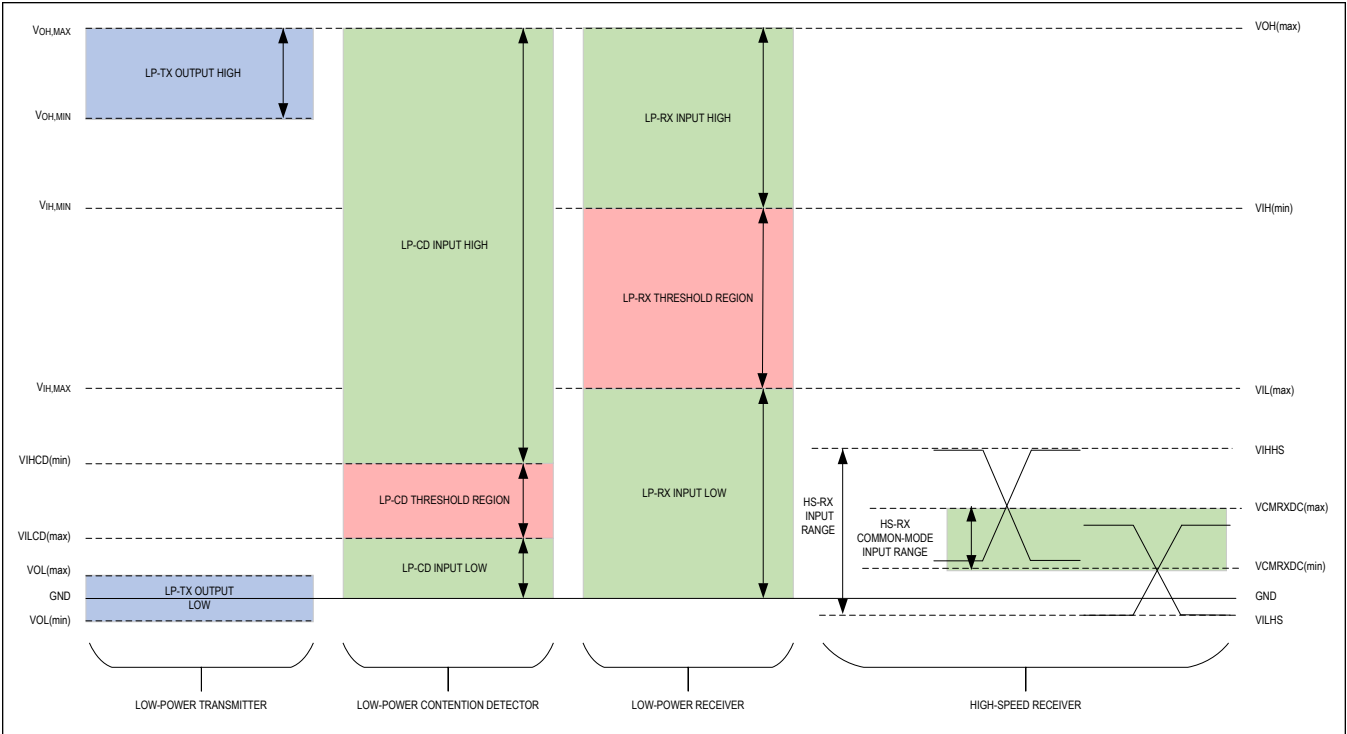 VOH,MAX
VOH(max)
LP-TX OUTPUT HIGH
VOH,MIN
LP-RX INPUT HIGH
VIH,MIN
VIH(min)
LP-CD INPUT HIGH
LP-RX THRESHOLD REGION
VIH,MAX
VIL(max)
VIHCD(min)
VIHHS
LP-CD THRESHOLD REGION
LP-RX INPUT LOW
HS-RX
INPUT
RANGE
HS-RX
COMMON-MODE
INPUT RANGE
VCMRXDC(max)
VILCD(max)
LP-CD INPUT LOW
VCMRXDC(min)
VOL(max)
LP-TX OUTPUT
LOW
GND
GND
VOL(min)
VILHS
LOW-POWER TRANSMITTER
LOW-POWER CONTENTION DETECTOR
LOW-POWER RECEIVER
HIGH-SPEED RECEIVER